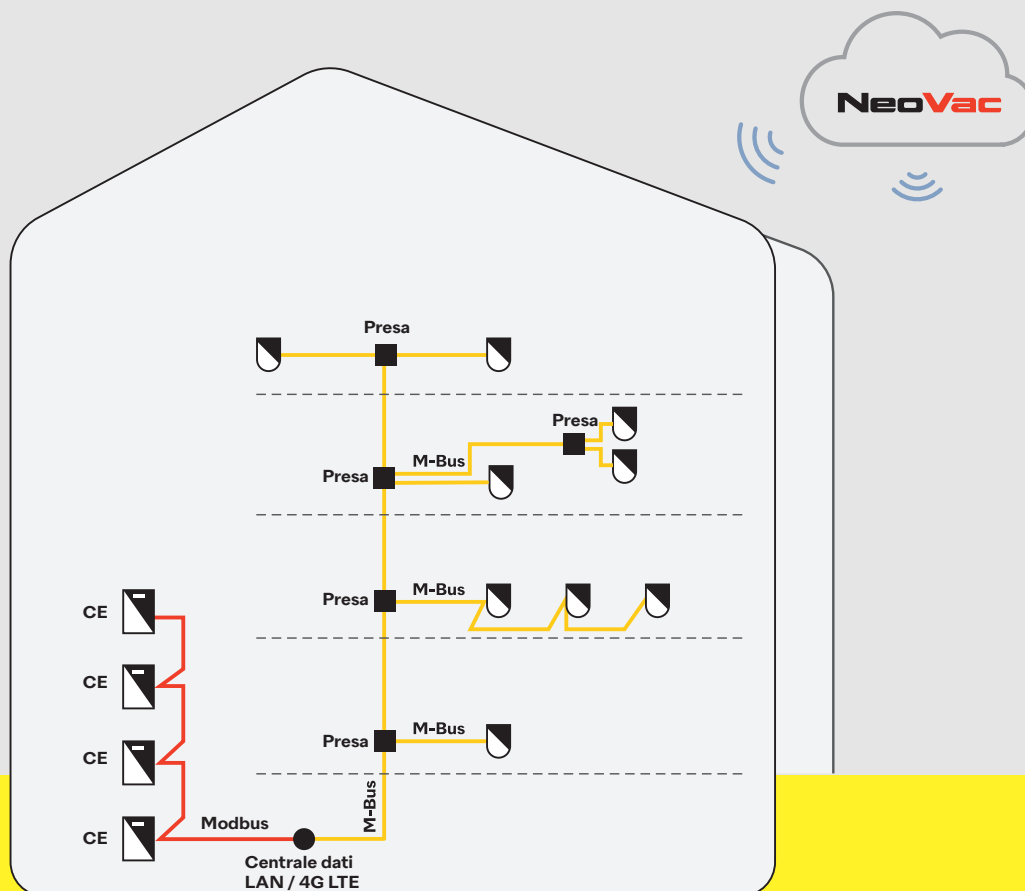 NeoVac
Presa
Presa
M-Bus
Presa
M-Bus
Presa
CE
CE
M-Bus
Presa
CE
M-Bus
CE
Modbus
Centrale dati
LAN / 4G LTE